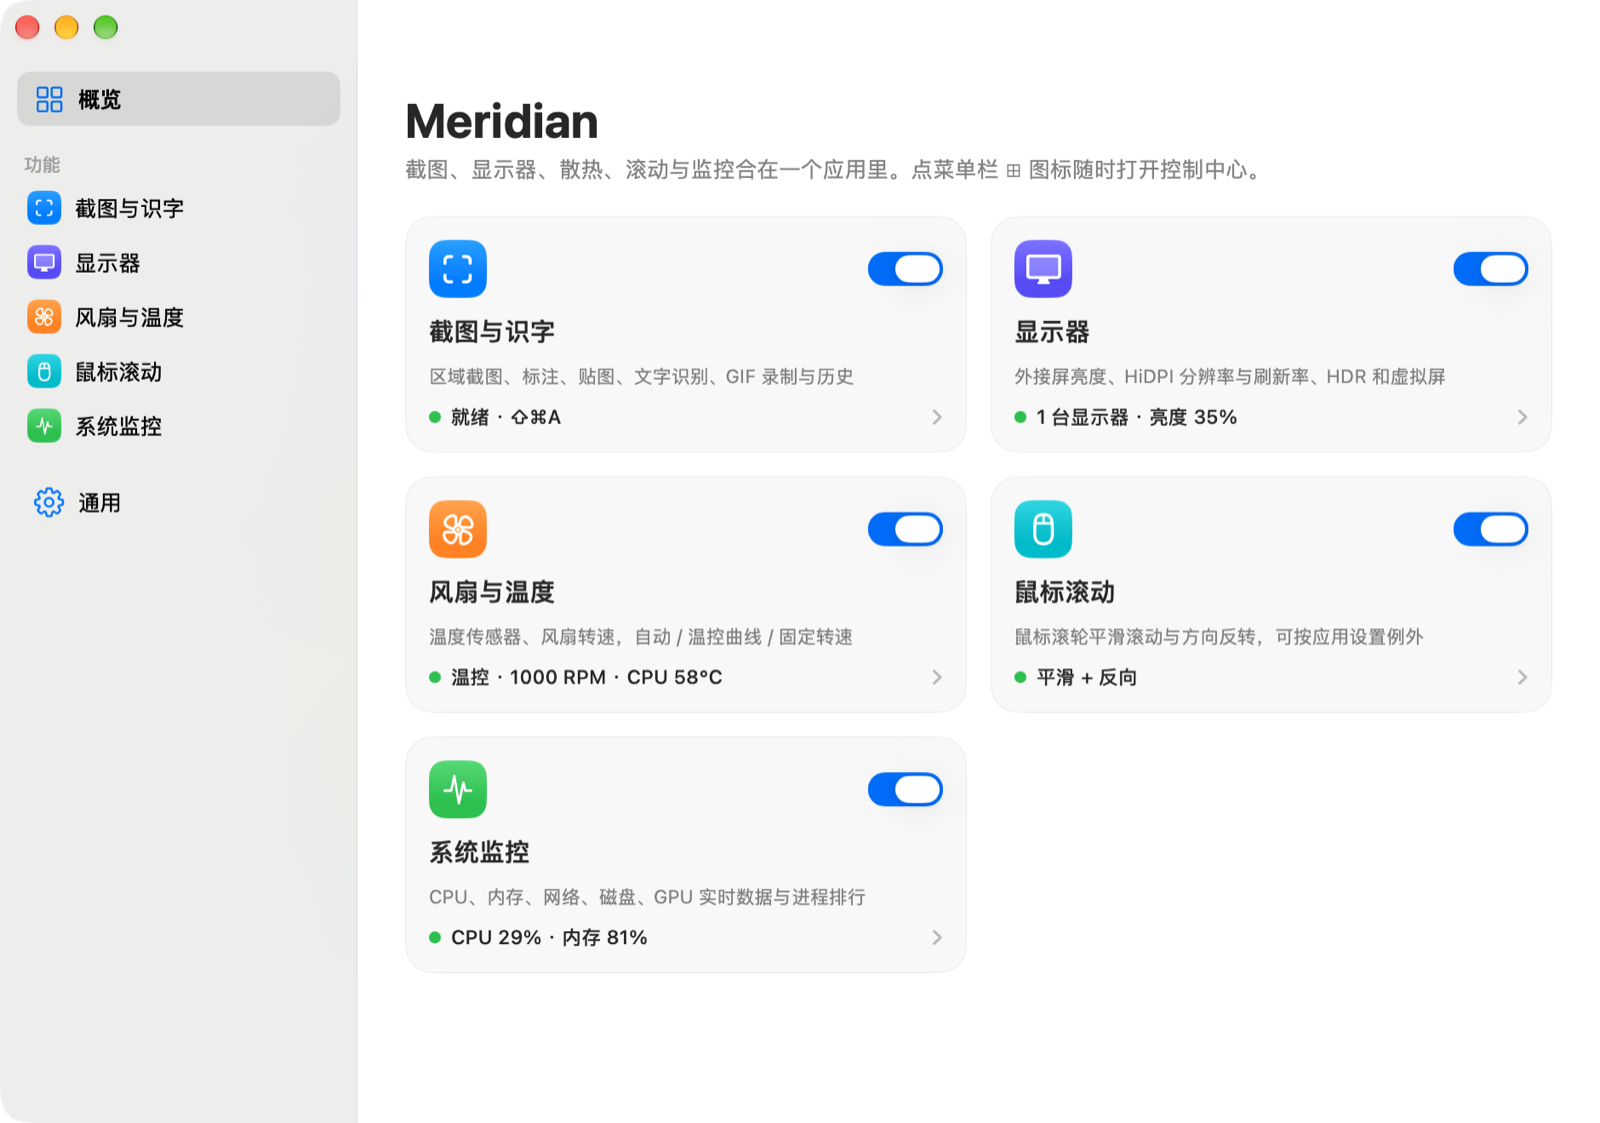 概览
功能
截图与识字
显示器
风扇与温度
鼠标滚动
系统监控
通用
Meridian
截图、显示器、散热、滚动与监控合在一个应用里。点菜单栏 ⊞ 图标随时打开控制中心。
截图与识字
区域截图、标注、贴图、文字识别、GIF 录制与历史
就绪 · ⇧⌘A
显示器
外接屏亮度、HiDPI 分辨率与刷新率、HDR 和虚拟屏
1 台显示器 · 亮度 35%
风扇与温度
温度传感器、风扇转速，自动 / 温控曲线 / 固定转速
温控 · 1000 RPM · CPU 58°C
鼠标滚动
鼠标滚轮平滑滚动与方向反转，可按应用设置例外
平滑 + 反向
系统监控
CPU、内存、网络、磁盘、GPU 实时数据与进程排行
CPU 29% · 内存 81%